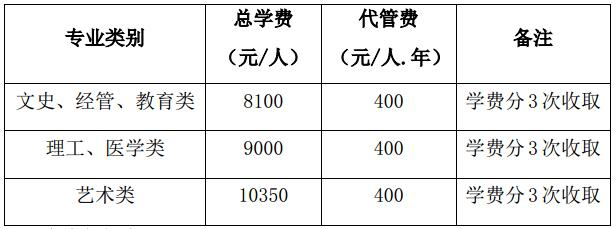 专业类别 总学费（元/人） 代管费（元/人.年） 备注
文史、经管、教育类 8100 400 学费分3次收取
理工、医学类 9000 400 学费分3次收取
艺术类 10350 400 学费分3次收取